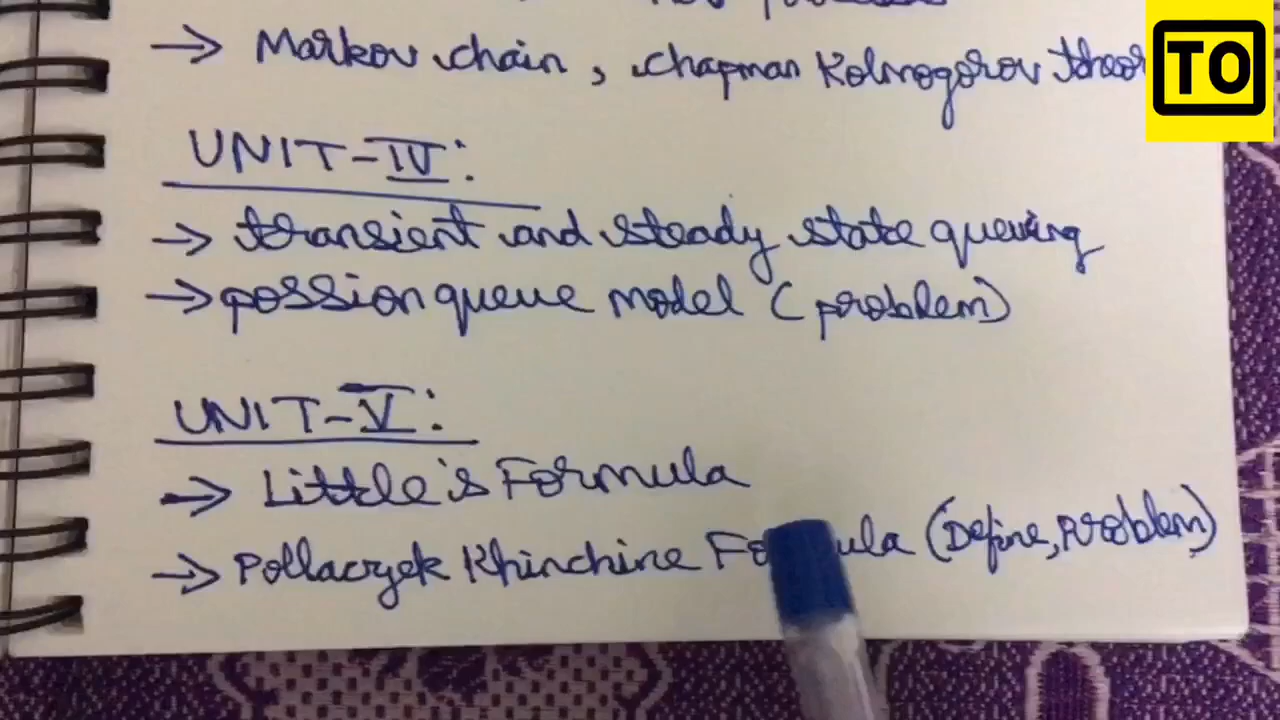 → Markov chain, chapman Kolmogorov theor
TO
UNIT-IV:
→ transient and steady state queuing
→ possion queue model (problem)
UNIT-V:
→ Little's Formula
→ Pollaczek Khinchine Formula (Define, Problem)